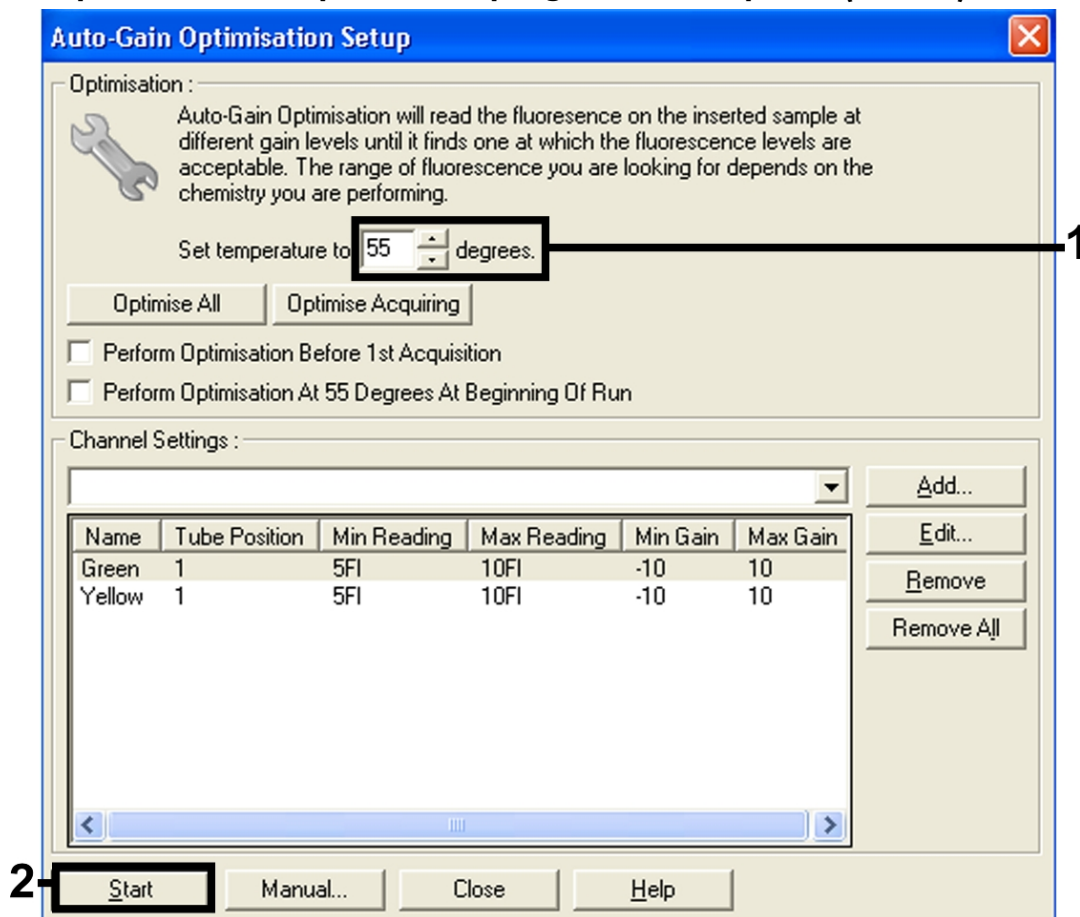 Auto-Gain Optimisation Setup
Optimisation :
Auto-Gain Optimisation will read the fluoresence on the inserted sample at
different gain levels until it finds one at which the fluorescence levels are
acceptable. The range of fluorescence you are looking for depends on the
chemistry you are performing.
Set temperature to 55 degrees.
1
Optimise All Optimise Acquiring
Perform Optimisation Before 1st Acquisition
Perform Optimisation At 55 Degrees At Beginning Of Run
Channel Settings :
Add...
Name Tube Position Min Reading Max Reading Min Gain Max Gain
Edit...
Green 1 5Fl 10Fl -10 10
Remove
Yellow 1 5Fl 10Fl -10 10
Remove All
2
Start Manual... Close Help